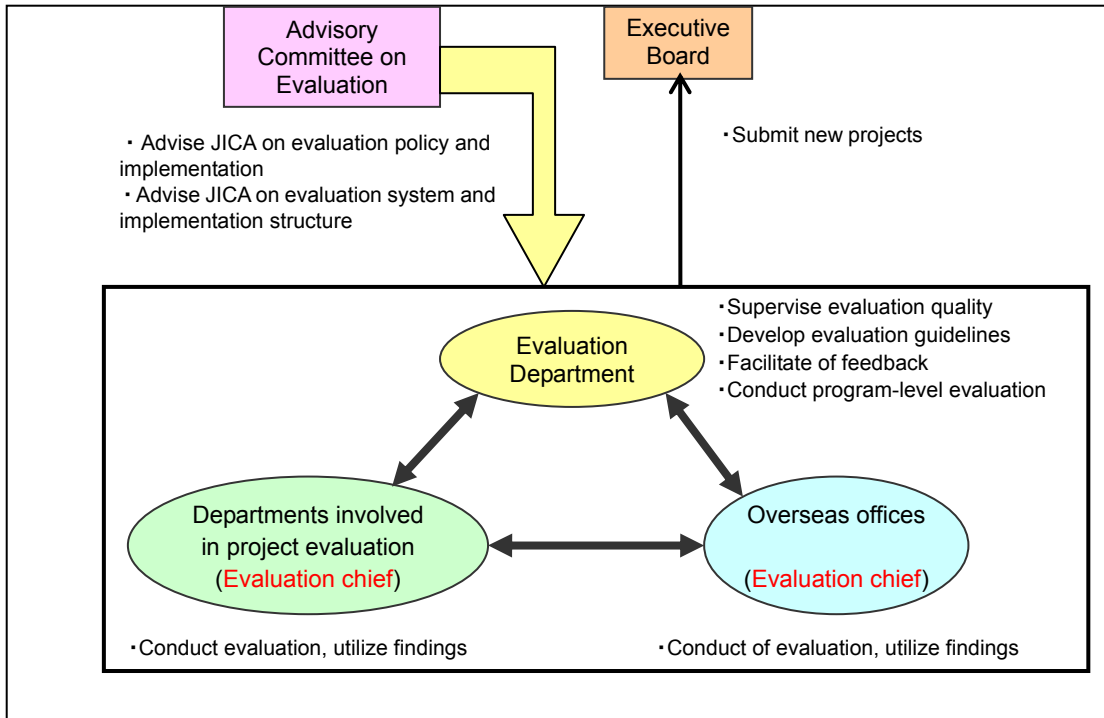 Advisory
Committee on
Evaluation
Executive
Board
・Advise JICA on evaluation policy and
implementation
・Advise JICA on evaluation system and
implementation structure
・Submit new projects
Evaluation
Department
・Supervise evaluation quality
・Develop evaluation guidelines
・Facilitate of feedback
・Conduct program-level evaluation
Departments involved
in project evaluation
(Evaluation chief)
Overseas offices
(Evaluation chief)
・Conduct evaluation, utilize findings
・Conduct of evaluation, utilize findings